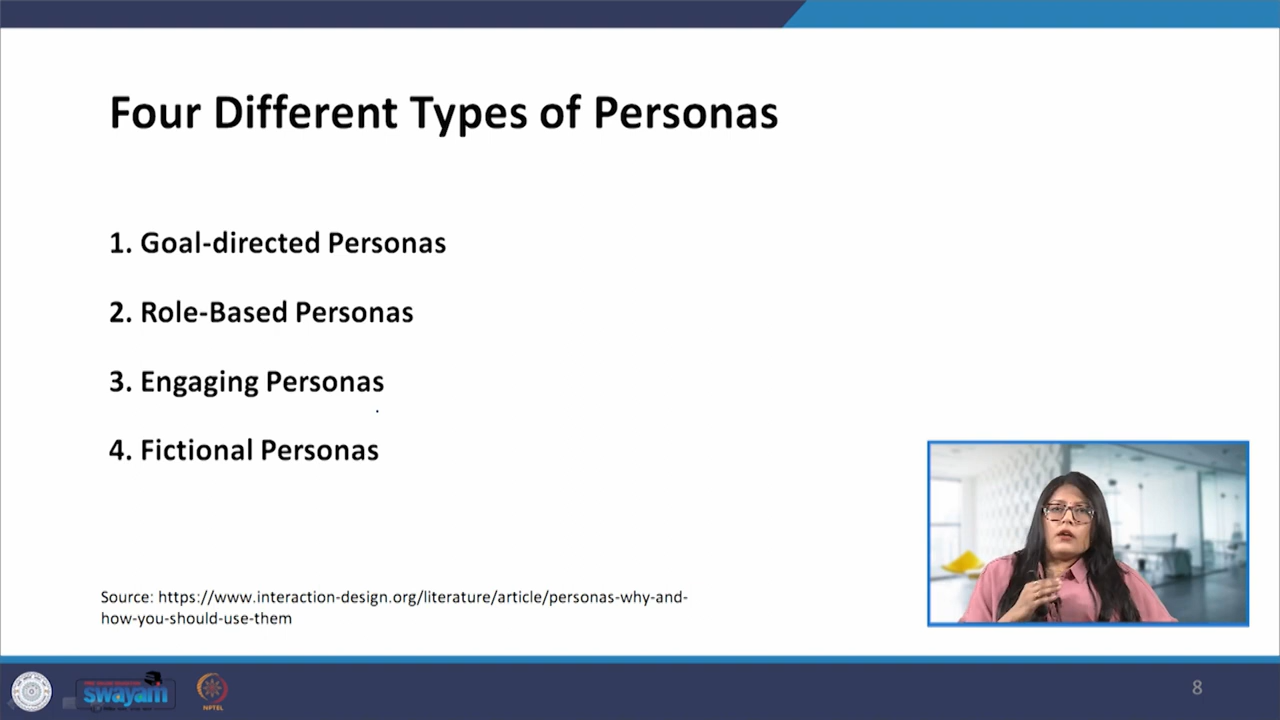 Four Different Types of Personas
1. Goal-directed Personas
2. Role-Based Personas
3. Engaging Personas
4. Fictional Personas
Source: https://www.interaction-design.org/literature/article/personas-why-and-
how-you-should-use-them
swayam
NPTEL
8